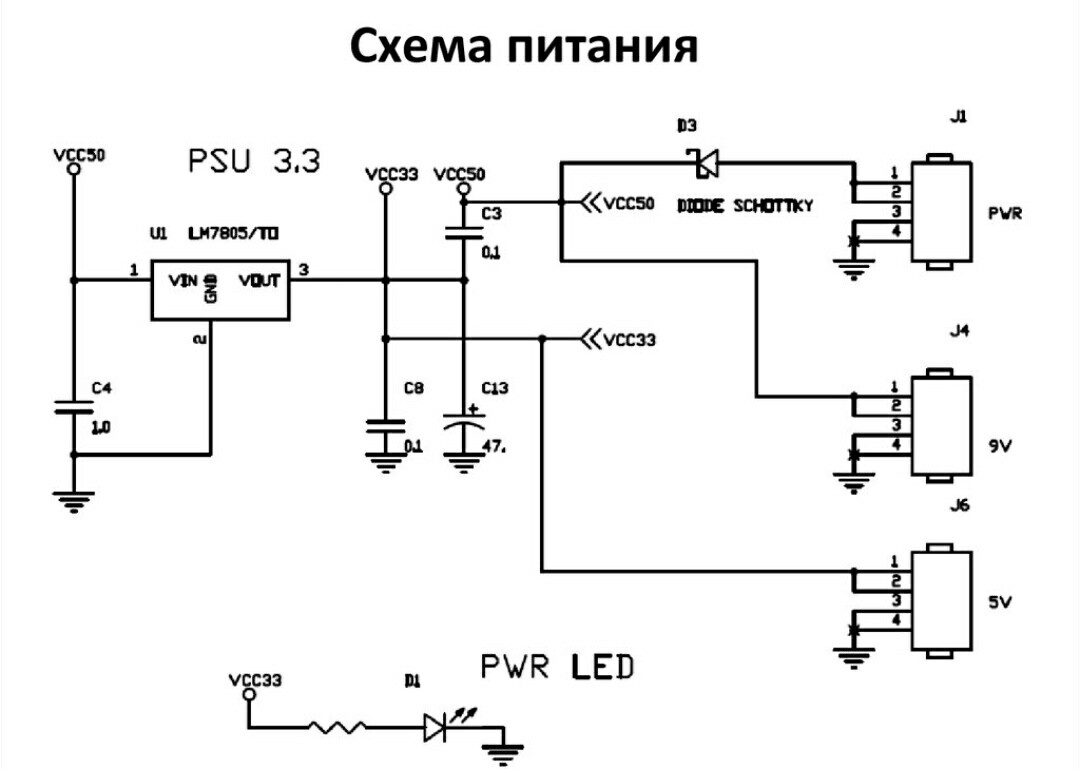 Схема питания
VCC50
PSU 3.3
VCC33
VCC50
D3
J1
U1 LM7805/TO
C3
0.1
VCC50
DIODE SCHOTTKY
1
2
3
4
PWR
1
VIN
GND
VOUT
3
2
VCC33
J4
C4
1.0
C8
0.1
C13
+
47.
1
2
3
4
9V
J6
1
2
3
4
5V
PWR LED
VCC33
D1